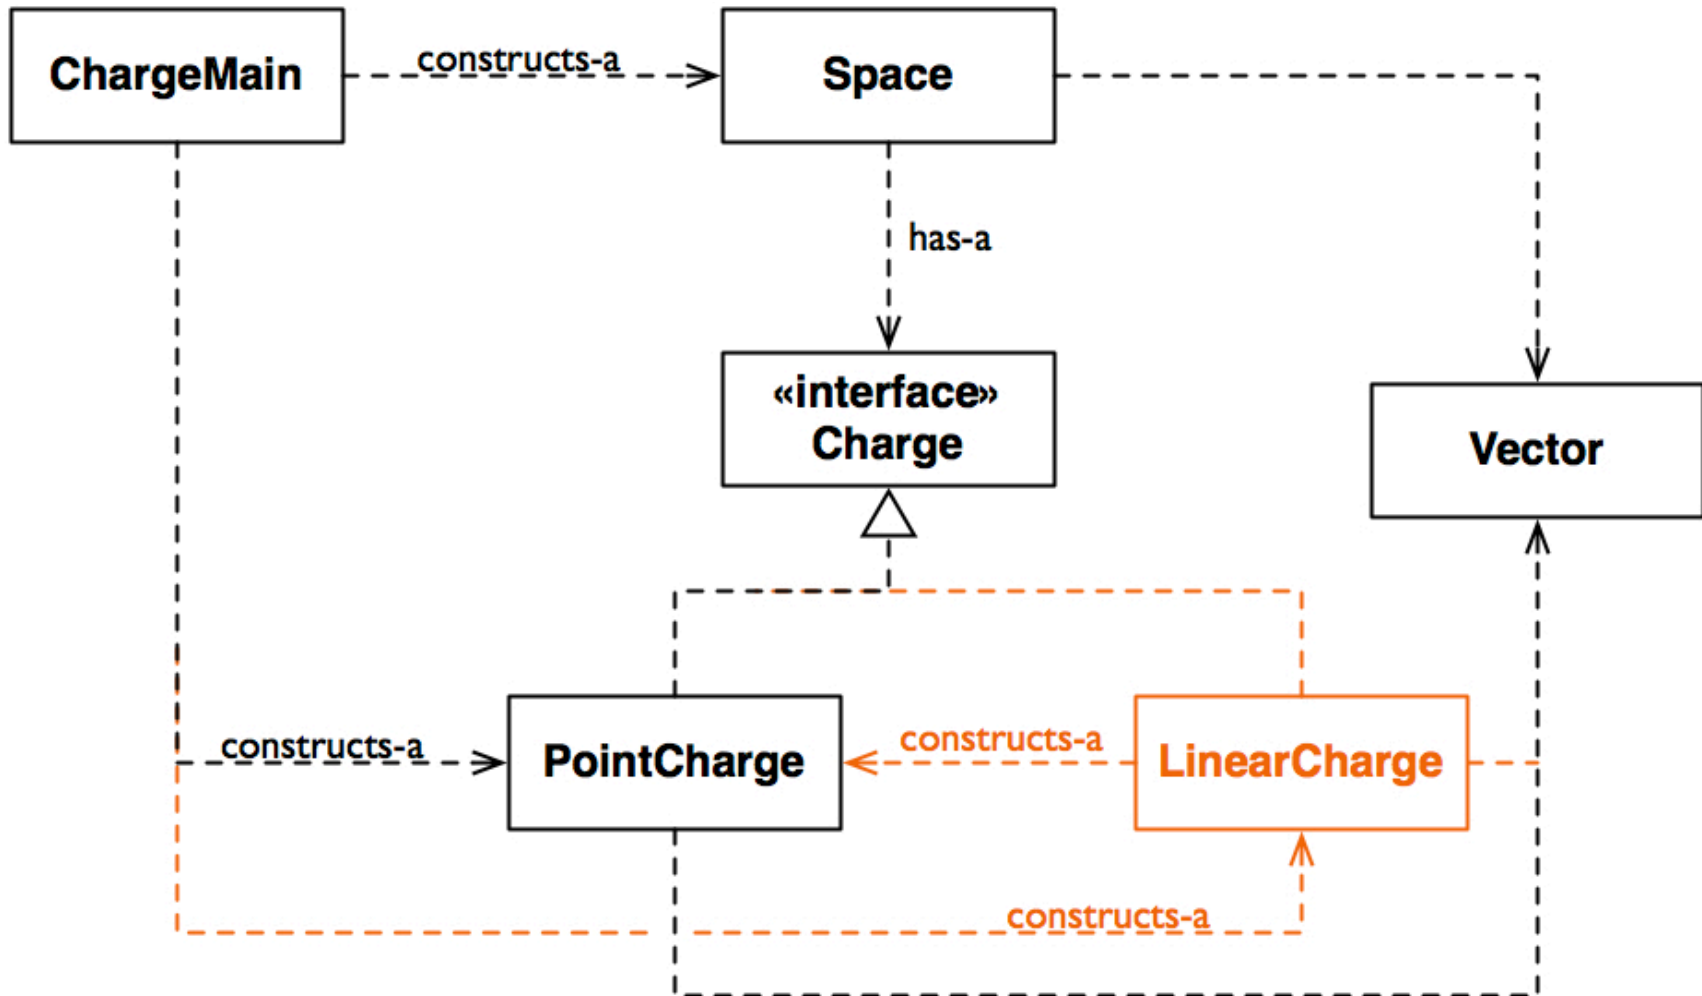 ChargeMain
constructs-a
Space
has-a
«interface»
Charge
Vector
constructs-a
PointCharge
constructs-a
LinearCharge
constructs-a